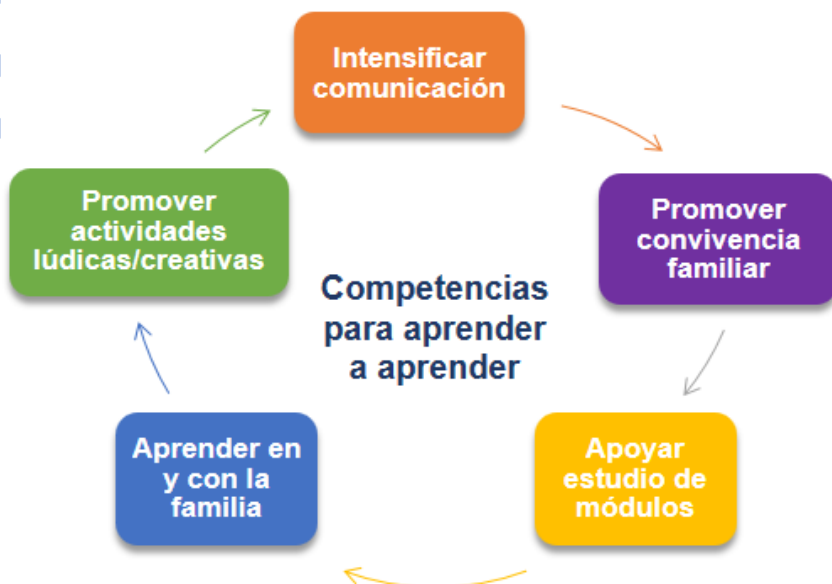 Intensificar
comunicación
Promover
convivencia
familiar
Apoyar
estudio de
módulos
Aprender en
y con la
familia
Promover
actividades
lúdicas/creativas
Competencias
para aprender
a aprender